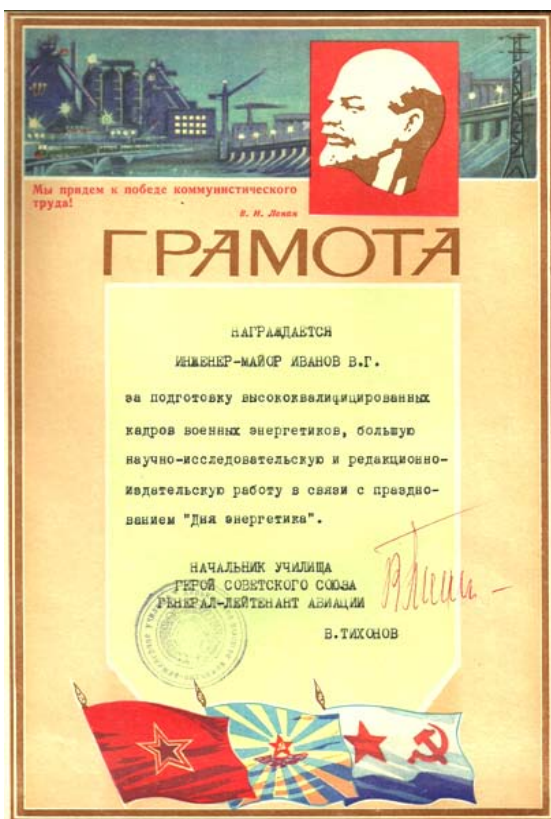 Мы придем к победе коммунистического
труда!
В. И. Ленин
ГРАМОТА
НАГРАЖДАЕТСЯ
ИНЖЕНЕР-МАЙОР ИВАНОВ В.Г.
за подготовку высококвалифицированных
кадров военных энергетиков, большую
научно-исследовательскую и редакционно-
издательскую работу в связи с праздно-
ванием "Дня энергетика".
НАЧАЛЬНИК УЧИЛИЩА
ГЕРОЙ СОВЕТСКОГО СОЮЗА
ГЕНЕРАЛ-ЛЕЙТЕНАНТ АВИАЦИИ
В.ТИХОНОВ